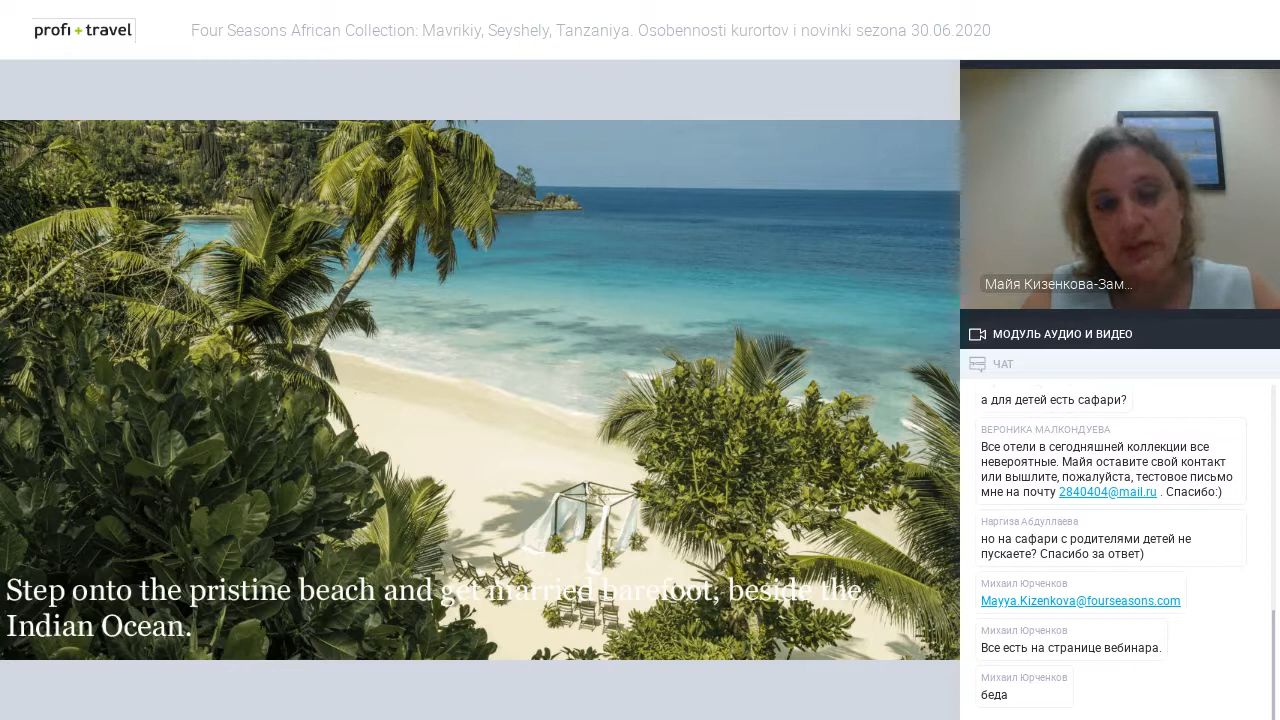 profi + travel
Four Seasons African Collection: Mavrikiy, Seyshely, Tanzaniya. Osobennosti kurortov i novinki sezona 30.06.2020
Step onto the pristine beach and get married barefoot, beside the
Indian Ocean.
Майя Кизенкова-Зам...
МОДУЛЬ АУДИО И ВИДЕО
ЧАТ
а для детей есть сафари?
ВЕРОНИКА МАЛКОНДУЕВА
Все отели в сегодняшней коллекции все
невероятные. Майя оставите свой контакт
или вышлите, пожалуйста, тестовое письмо
мне на почту 2840404@mail.ru . Спасибо:)
Наргиза Абдуллаева
но на сафари с родителями детей не
пускаете? Спасибо за ответ)
Михаил Юрченков
Mayya.Kizenkova@fourseasons.com
Михаил Юрченков
Все есть на странице вебинара.
Михаил Юрченков
беда